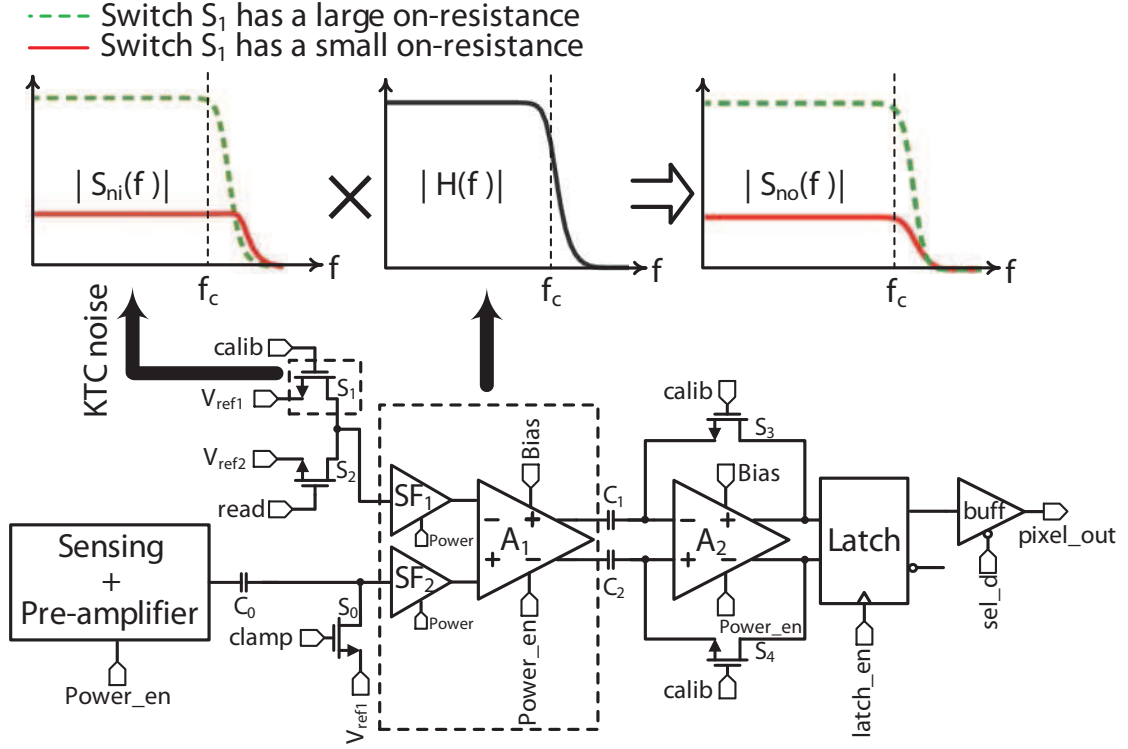 Switch S1 has a large on-resistance
Switch S1 has a small on-resistance
| Sni(f )|
| H(f )|
| Sno(f )|
f
f
f
fc
fc
fc
KTC noise
calib
Vref1
S1
Vref2
S2
read
SF1
Power
SF2
Power
Bias
A1
− +
+ −
Power_en
C1
C2
calib
S3
Bias
A2
− +
+ −
Power_en
S4
calib
Latch
latch_en
buff
sel_d
pixel_out
Sensing
+
Pre-amplifier
Power_en
C0
S0
clamp
Vref1